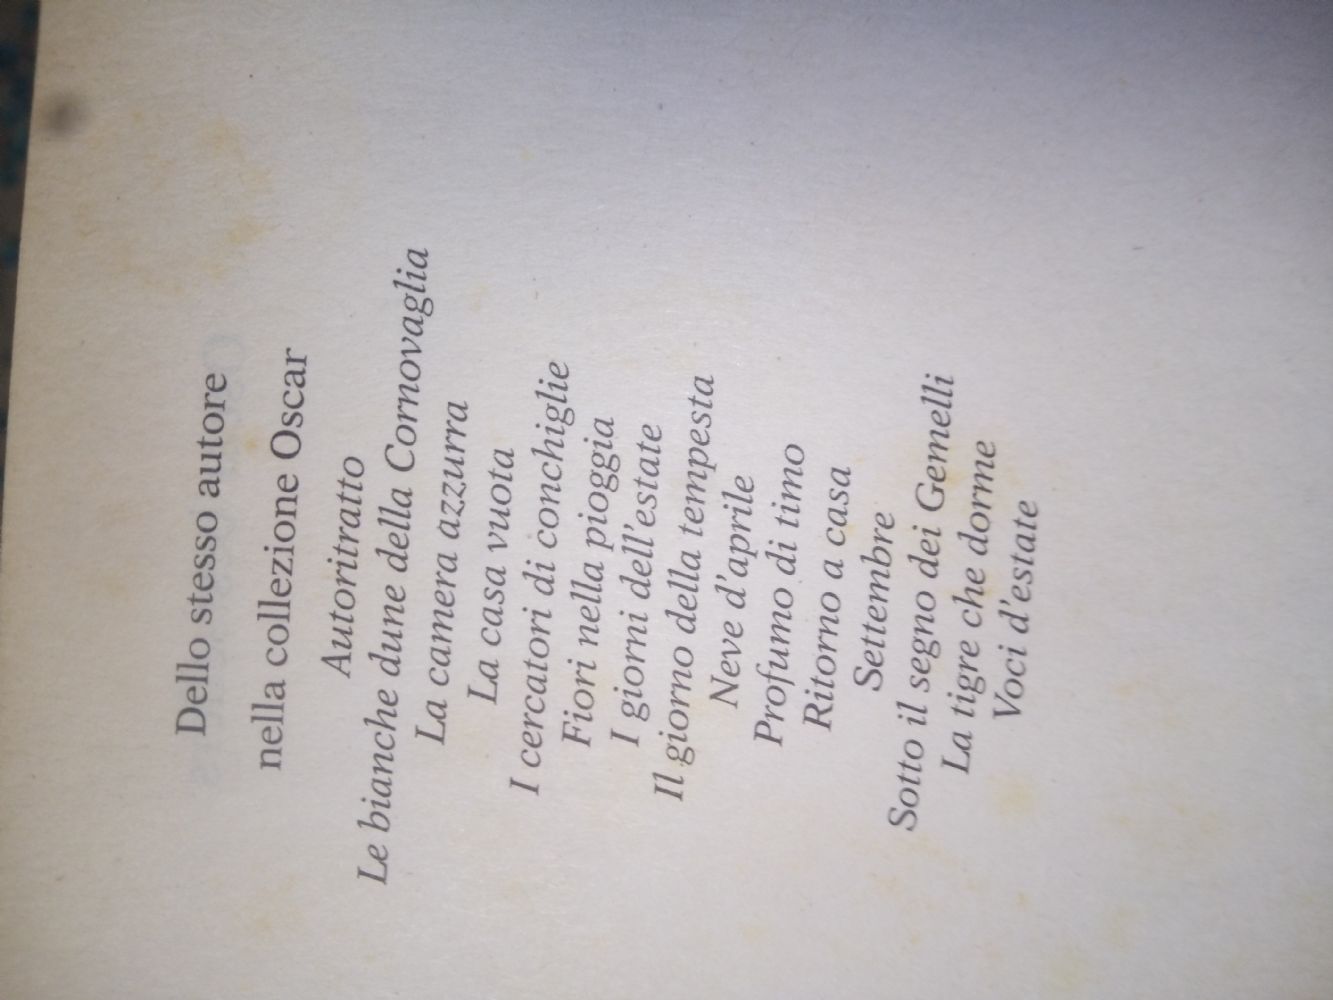 Dello stesso autore
nella collezione Oscar
Autoritratto
Le bianche dune della Cornovaglia
La camera azzurra
La casa vuota
I cercatori di conchiglie
Fiori nella pioggia
I giorni dell'estate
Il giorno della tempesta
Neve d'aprile
Profumo di timo
Ritorno a casa
Settembre
Sotto il segno dei Gemelli
La tigre che dorme
Voci d'estate